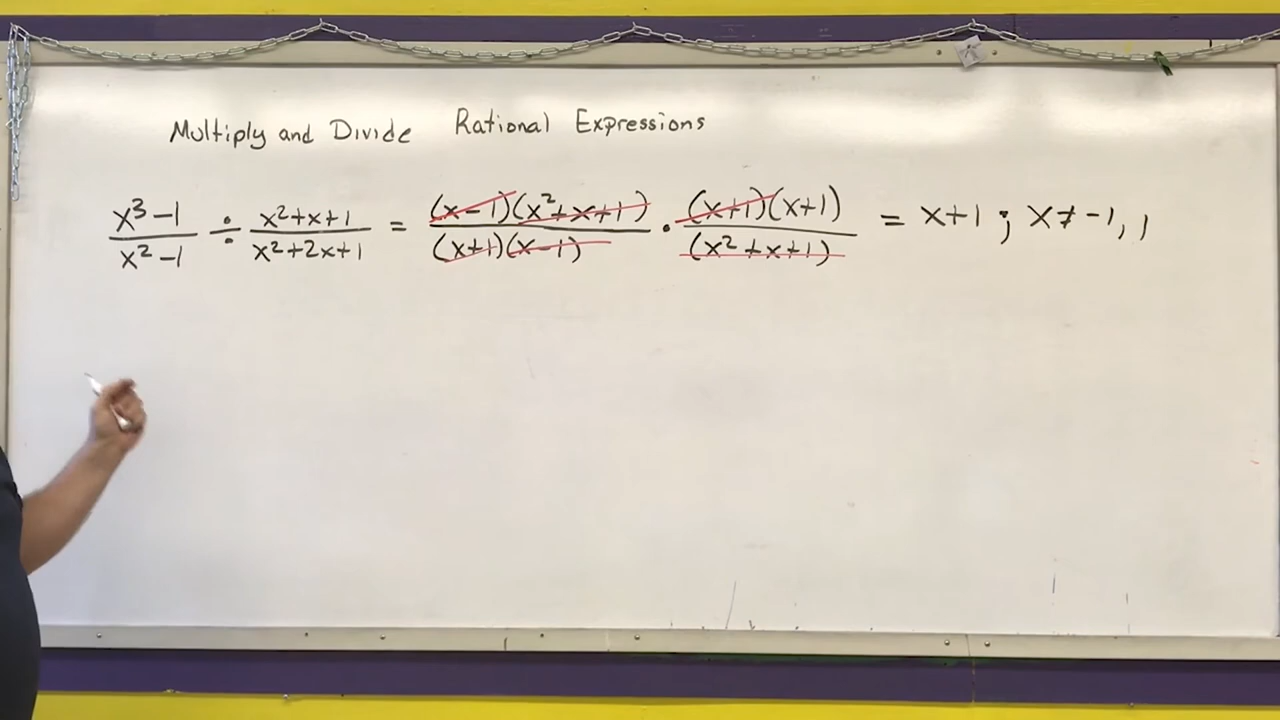 Multiply and Divide Rational Expressions
x³-1/x²-1 ÷ x²+x+1/x²+2x+1 = (x-1)(x²+x+1)/(x+1)(x-1) · (x+1)(x+1)/(x²+x+1) = x+1 ; x≠-1, 1